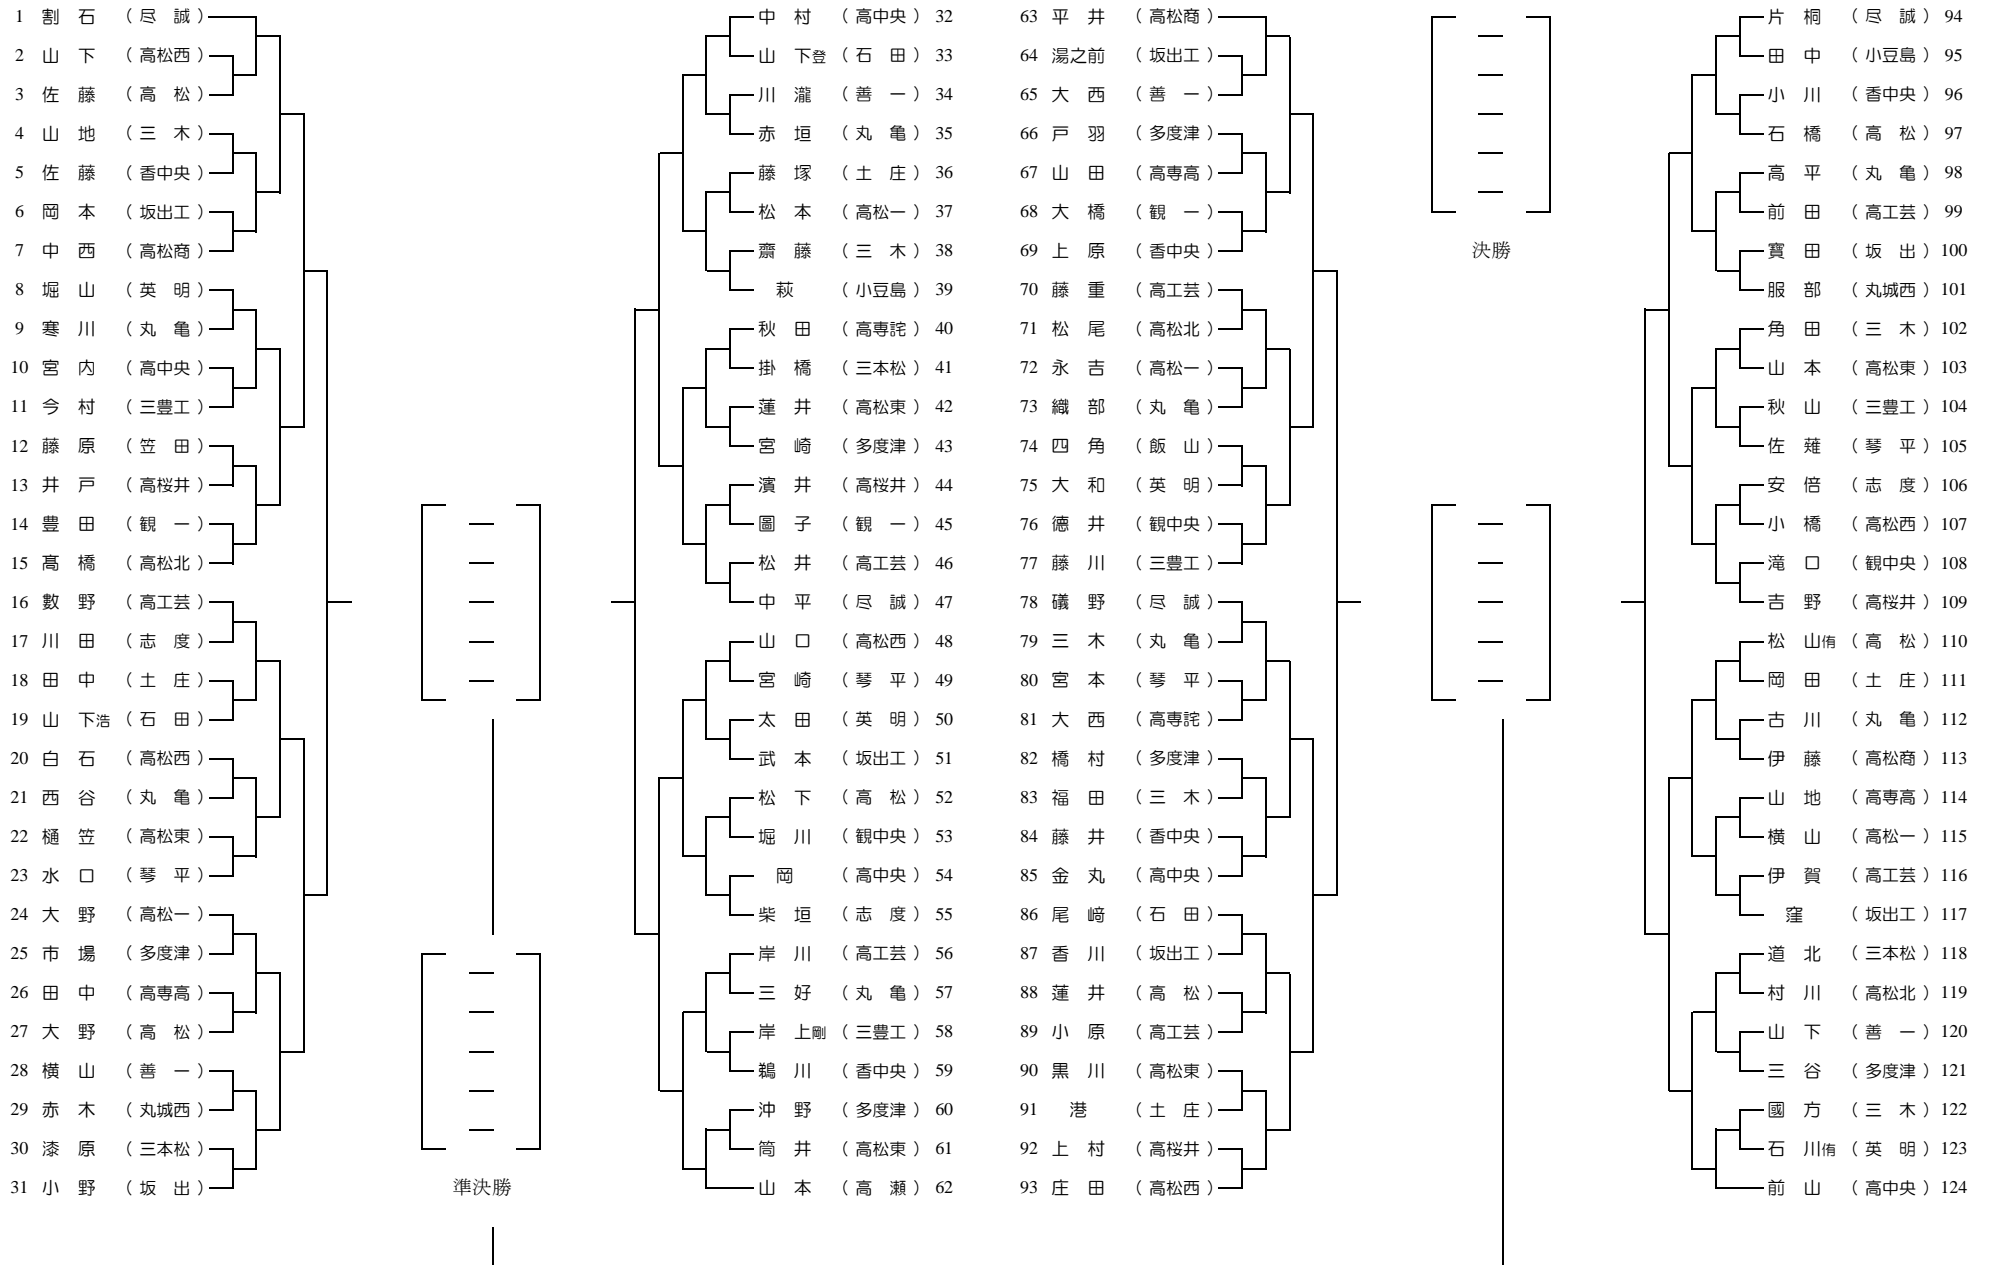 1 割 石 （ 尽 誠 ）
2 山 下 （ 高松西 ）
3 佐 藤 （ 高 松 ）
4 山 地 （ 三 木 ）
5 佐 藤 （ 香中央 ）
6 岡 本 （ 坂出工 ）
7 中 西 （ 高松商 ）
8 堀 山 （ 英 明 ）
9 寒 川 （ 丸 亀 ）
10 宮 内 （ 高中央 ）
11 今 村 （ 三豊工 ）
12 藤 原 （ 笠 田 ）
13 井 戸 （ 高桜井 ）
14 豊 田 （ 観 一 ）
15 髙 橋 （ 高松北 ）
16 數 野 （ 高工芸 ）
17 川 田 （ 志 度 ）
18 田 中 （ 土 庄 ）
19 山 下浩 （ 石 田 ）
20 白 石 （ 高松西 ）
21 西 谷 （ 丸 亀 ）
22 樋 笠 （ 高松東 ）
23 水 口 （ 琴 平 ）
24 大 野 （ 高松一 ）
25 市 場 （ 多度津 ）
26 田 中 （ 高専高 ）
27 大 野 （ 高 松 ）
28 横 山 （ 善 一 ）
29 赤 木 （ 丸城西 ）
30 漆 原 （ 三本松 ）
31 小 野 （ 坂 出 ）
準決勝
中 村 （ 高中央 ） 32
山 下登 （ 石 田 ） 33
川 瀧 （ 善 一 ） 34
赤 垣 （ 丸 亀 ） 35
藤 塚 （ 土 庄 ） 36
松 本 （ 高松一 ） 37
齋 藤 （ 三 木 ） 38
萩 （ 小豆島 ） 39
秋 田 （ 高専詫 ） 40
掛 橋 （ 三本松 ） 41
蓮 井 （ 高松東 ） 42
宮 崎 （ 多度津 ） 43
濱 井 （ 高桜井 ） 44
圖 子 （ 観 一 ） 45
松 井 （ 高工芸 ） 46
中 平 （ 尽 誠 ） 47
山 口 （ 高松西 ） 48
宮 崎 （ 琴 平 ） 49
太 田 （ 英 明 ） 50
武 本 （ 坂出工 ） 51
松 下 （ 高 松 ） 52
堀 川 （ 観中央 ） 53
岡 （ 高中央 ） 54
柴 垣 （ 志 度 ） 55
岸 川 （ 高工芸 ） 56
三 好 （ 丸 亀 ） 57
岸 上剛 （ 三豊工 ） 58
鵜 川 （ 香中央 ） 59
沖 野 （ 多度津 ） 60
筒 井 （ 高松東 ） 61
山 本 （ 高 瀬 ） 62
63 平 井 （ 高松商 ）
64 湯之前 （ 坂出工 ）
65 大 西 （ 善 一 ）
66 戸 羽 （ 多度津 ）
67 山 田 （ 高専高 ）
68 大 橋 （ 観 一 ）
69 上 原 （ 香中央 ）
70 藤 重 （ 高工芸 ）
71 松 尾 （ 高松北 ）
72 永 吉 （ 高松一 ）
73 織 部 （ 丸 亀 ）
74 四 角 （ 飯 山 ）
75 大 和 （ 英 明 ）
76 德 井 （ 観中央 ）
77 藤 川 （ 三豊工 ）
78 礒 野 （ 尽 誠 ）
79 三 木 （ 丸 亀 ）
80 宮 本 （ 琴 平 ）
81 大 西 （ 高専詫 ）
82 橋 村 （ 多度津 ）
83 福 田 （ 三 木 ）
84 藤 井 （ 香中央 ）
85 金 丸 （ 高中央 ）
86 尾 﨑 （ 石 田 ）
87 香 川 （ 坂出工 ）
88 蓮 井 （ 高 松 ）
89 小 原 （ 高工芸 ）
90 黒 川 （ 高松東 ）
91 港 （ 土 庄 ）
92 上 村 （ 高桜井 ）
93 庄 田 （ 高松西 ）
決勝
片 桐 （ 尽 誠 ） 94
田 中 （ 小豆島 ） 95
小 川 （ 香中央 ） 96
石 橋 （ 高 松 ） 97
高 平 （ 丸 亀 ） 98
前 田 （ 高工芸 ） 99
寳 田 （ 坂 出 ） 100
服 部 （ 丸城西 ） 101
角 田 （ 三 木 ） 102
山 本 （ 高松東 ） 103
秋 山 （ 三豊工 ） 104
佐 薙 （ 琴 平 ） 105
安 倍 （ 志 度 ） 106
小 橋 （ 高松西 ） 107
滝 口 （ 観中央 ） 108
吉 野 （ 高桜井 ） 109
松 山侑 （ 高 松 ） 110
岡 田 （ 土 庄 ） 111
古 川 （ 丸 亀 ） 112
伊 藤 （ 高松商 ） 113
山 地 （ 高専高 ） 114
横 山 （ 高松一 ） 115
伊 賀 （ 高工芸 ） 116
窪 （ 坂出工 ） 117
道 北 （ 三本松 ） 118
村 川 （ 高松北 ） 119
山 下 （ 善 一 ） 120
三 谷 （ 多度津 ） 121
國 方 （ 三 木 ） 122
石 川侑 （ 英 明 ） 123
前 山 （ 高中央 ） 124